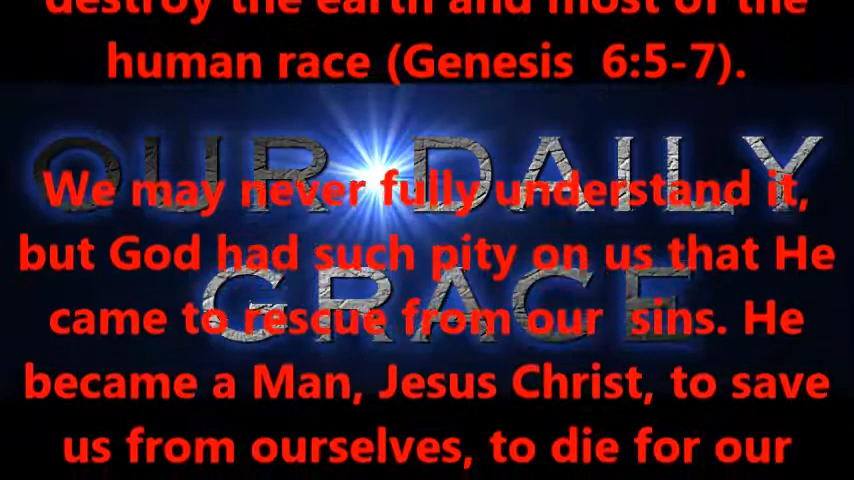 destroy the earth and most of the
human race (Genesis  6:5-7).
OUR DAILY
GRACE
We may never fully understand it,
but God had such pity on us that He
came to rescue from our  sins. He
became a Man, Jesus Christ, to save
us from ourselves, to die for our